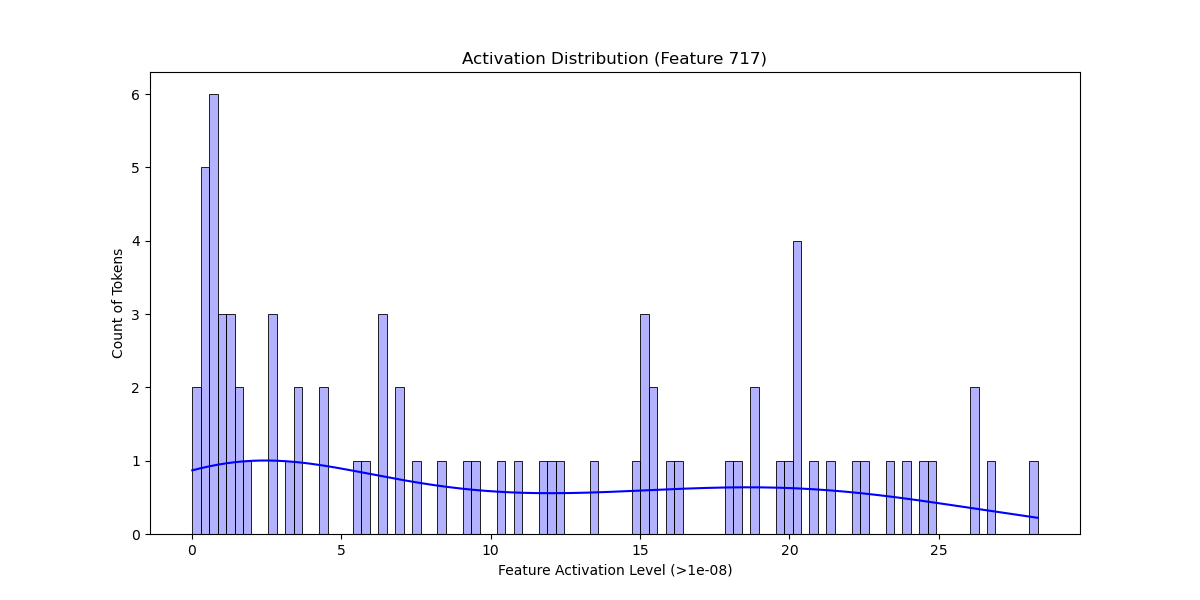 Activation Distribution (Feature 717)
6
5
4
3
2
1
0
Count of Tokens
0 5 10 15 20 25
Feature Activation Level (>1e-08)